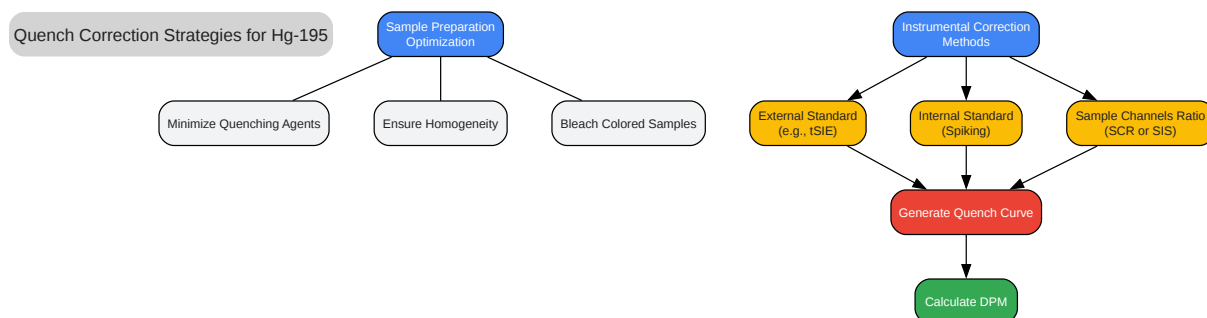 Quench Correction Strategies for Hg-195
Sample Preparation
Optimization
Instrumental Correction
Methods
Minimize Quenching Agents
Ensure Homogeneity
Bleach Colored Samples
External Standard
(e.g., tSIE)
Internal Standard
(Spiking)
Sample Channels Ratio
(SCR or SIS)
Generate Quench Curve
Calculate DPM